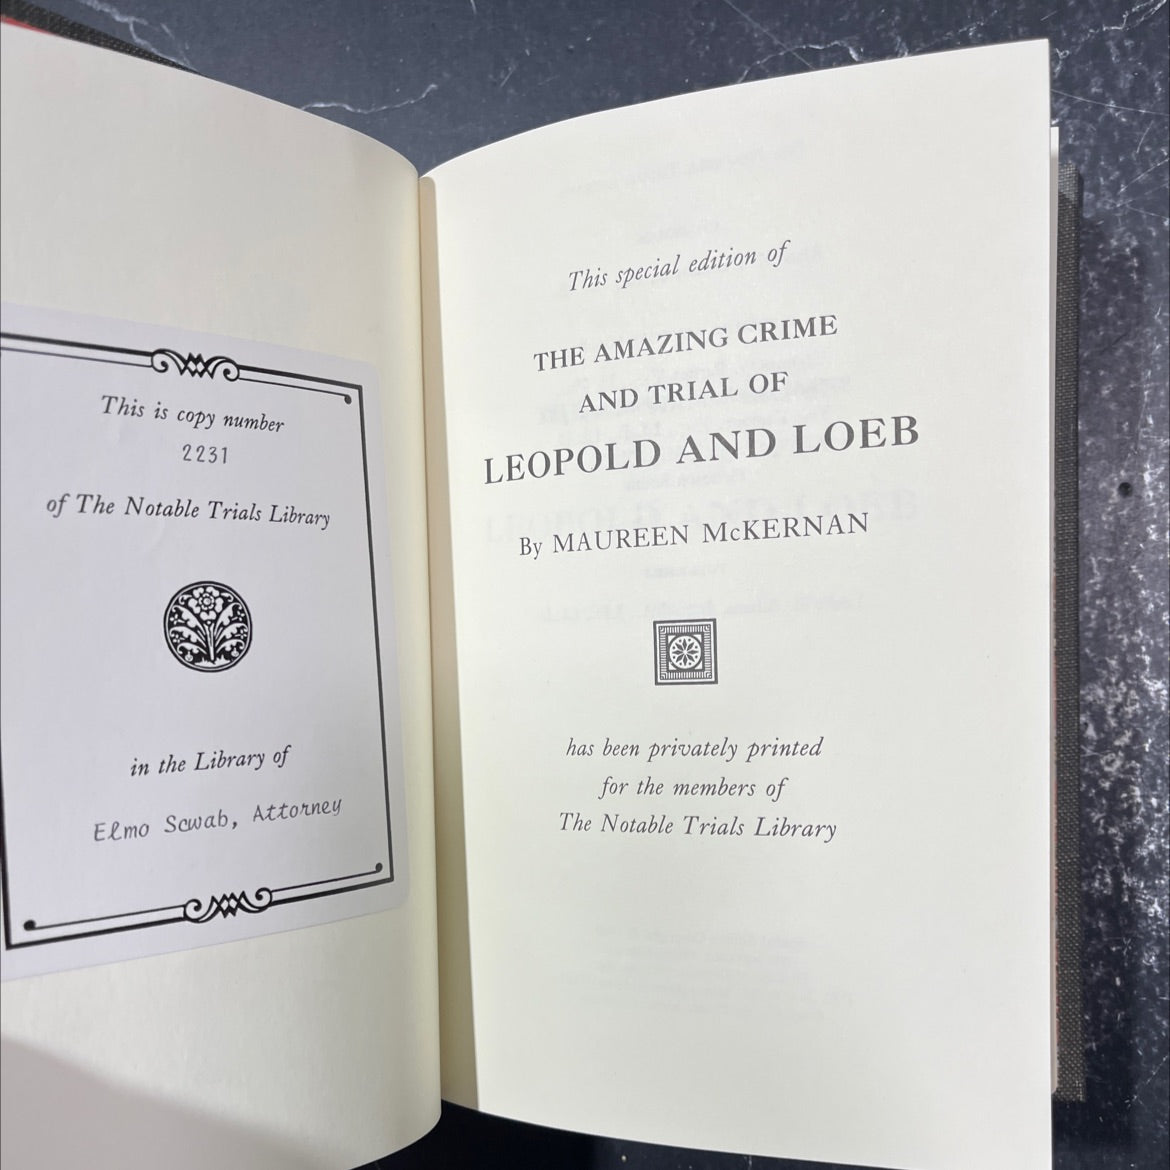 This is copy number
2231
of The Notable Trials Library
in the Library of
Elmo Scwab, Attorney
This special edition of
THE AMAZING CRIME
AND TRIAL OF
LEOPOLD AND LOEB
By MAUREEN McKERNAN
has been privately printed
for the members of
The Notable Trials Library